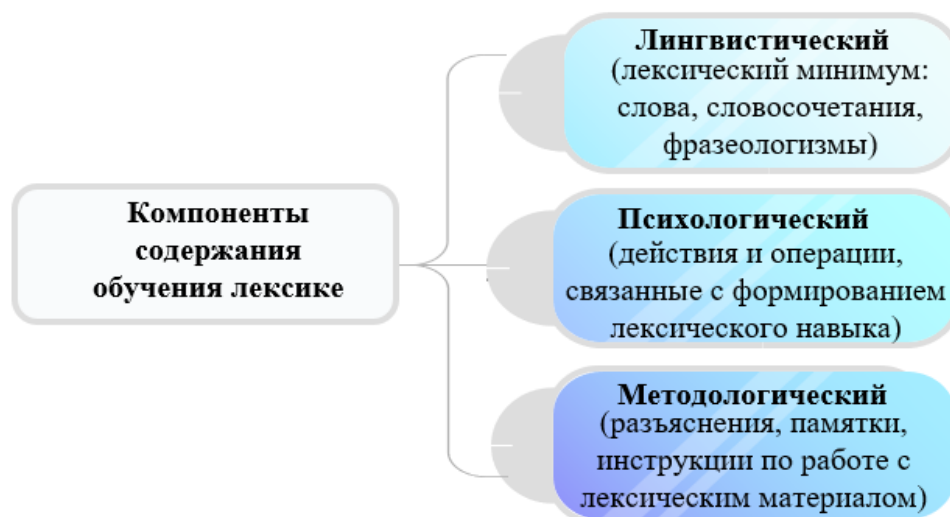 Компоненты
содержания
обучения лексике
Лингвистический
(лексический минимум:
слова, словосочетания,
фразеологизмы)
Психологический
(действия и операции,
связанные с формированием
лексического навыка)
Методологический
(разъяснения, памятки,
инструкции по работе с
лексическим материалом)